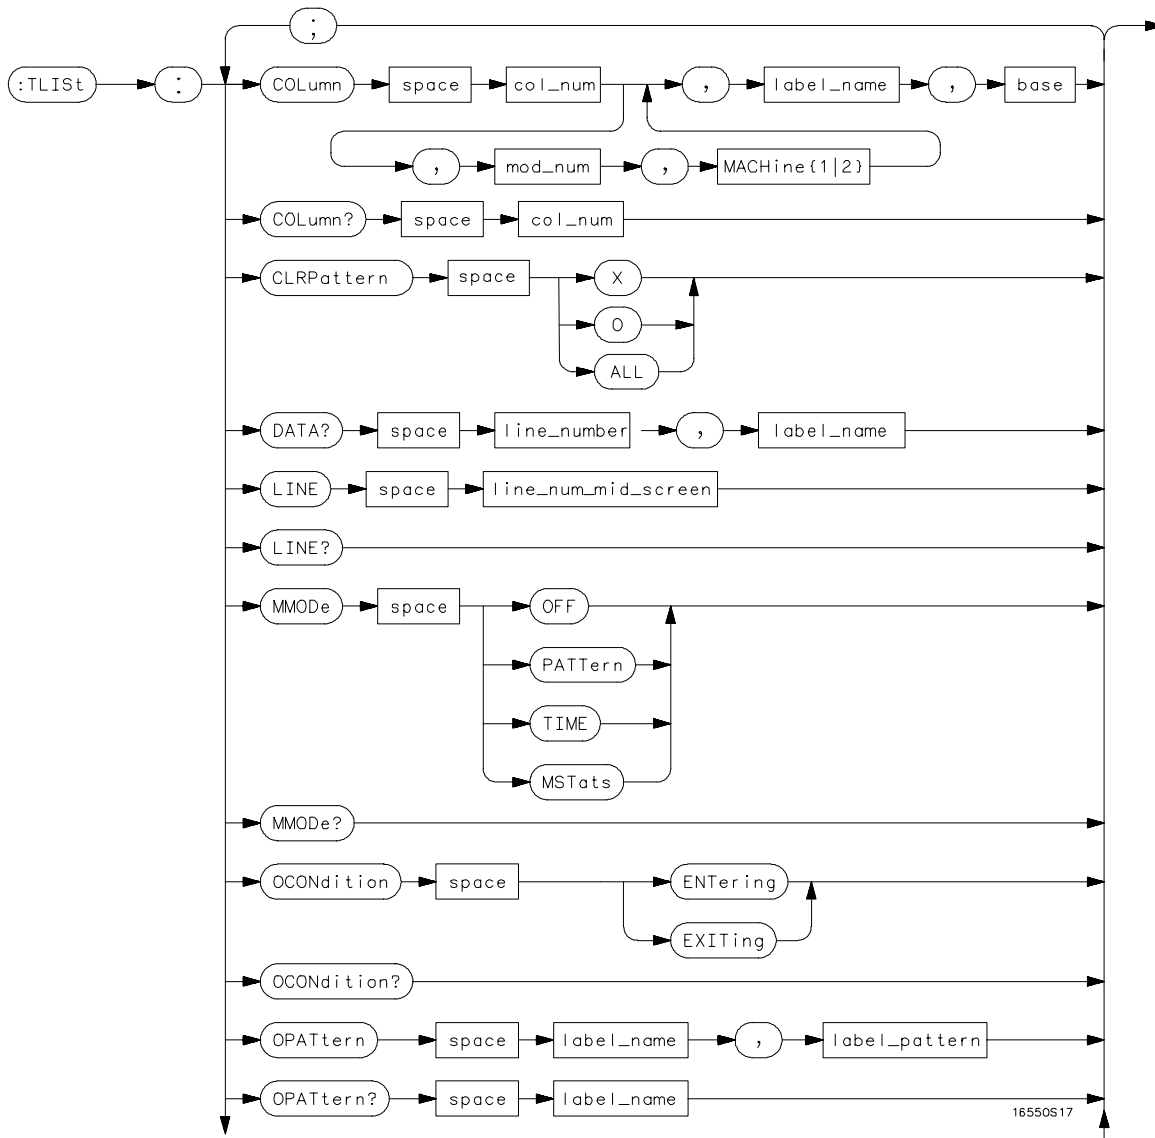 ;
:TLISt : COLumn space col_num , label_name , base
, mod_num , MACHine{1|2}
COLumn? space col_num
CLRPattern space X
O
ALL
DATA? space line_number , label_name
LINE space line_num_mid_screen
LINE?
MMODe space OFF
PATTern
TIME
MSTats
MMODe?
OCONdition space ENTering
EXITing
OCONdition?
OPATtern space label_name , label_pattern
OPATtern? space label_name
16550S17